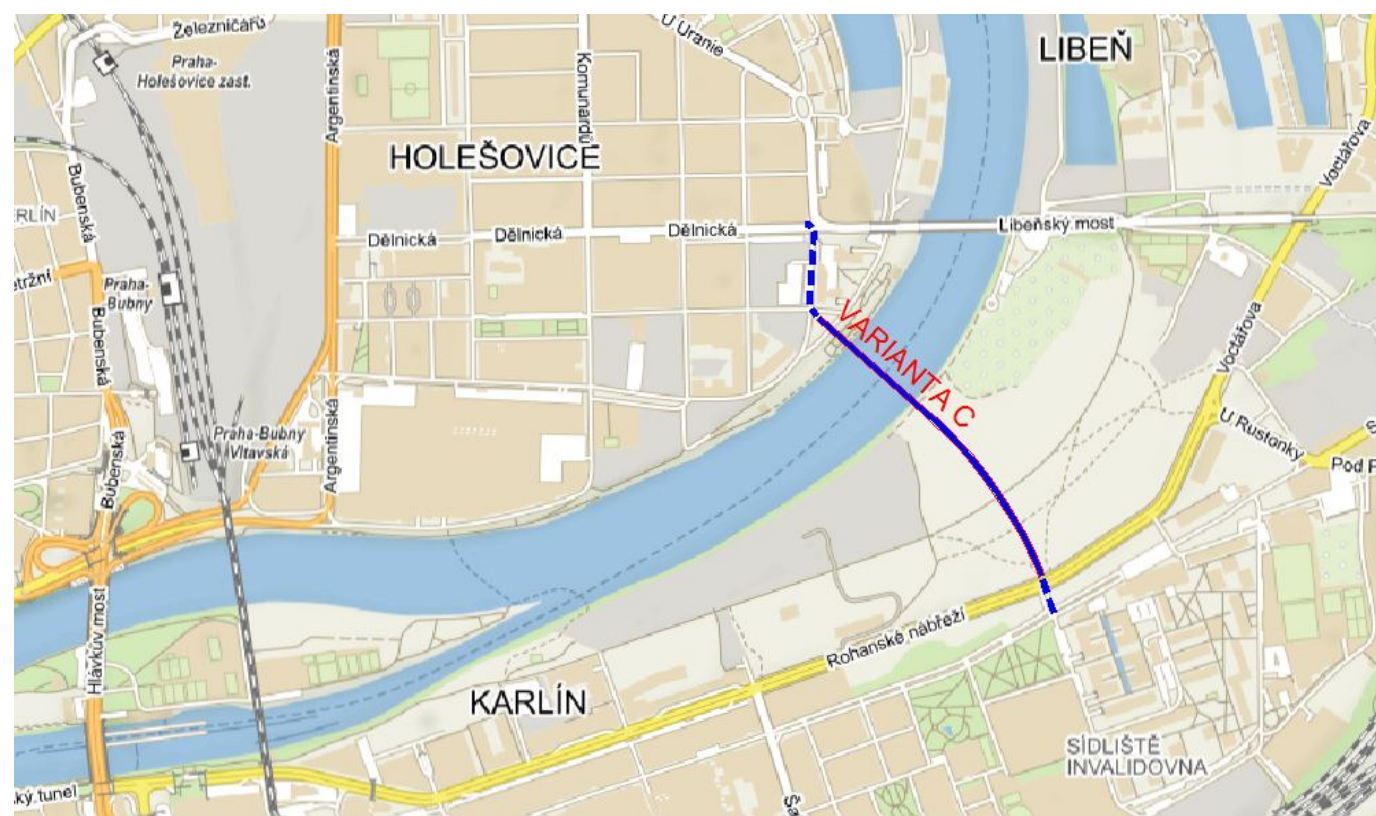 Železničářů
Praha-
Holešovice zast.
Argentinská
Komunardů
U Uranie
LIBEŇ
Voctářova
HOLEŠOVICE
Bubenská
Dělnická
Dělnická
Dělnická
Libeňský most
Praha-
Bubny
Bubenská
VARIANTA C
Voctářova
Praha-Bubny
Vltavská
Argentinská
Bubenská
U Rustonky
Pod
Hlávkův most
Rohanské nábřeží
KARLÍN
SÍDLIŠTĚ
INVALIDOVNA
tunel